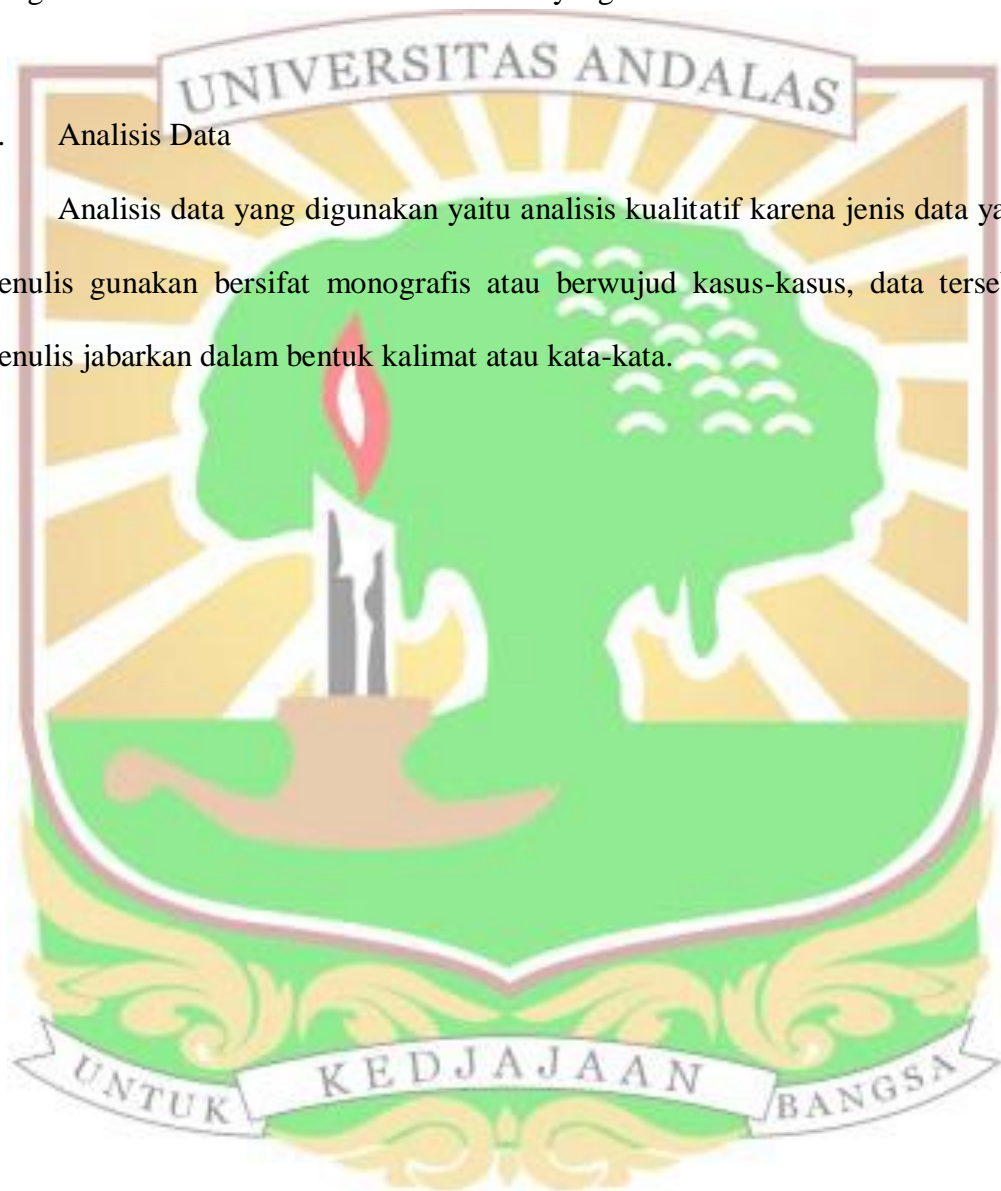 UNIVERSITAS ANDALAS
. Analisis Data
Analisis data yang digunakan yaitu analisis kualitatif karena jenis data ya
enulis gunakan bersifat monografis atau berwujud kasus-kasus, data terse
enulis jabarkan dalam bentuk kalimat atau kata-kata.
UNTUK KEDJAJAAN BANGSA